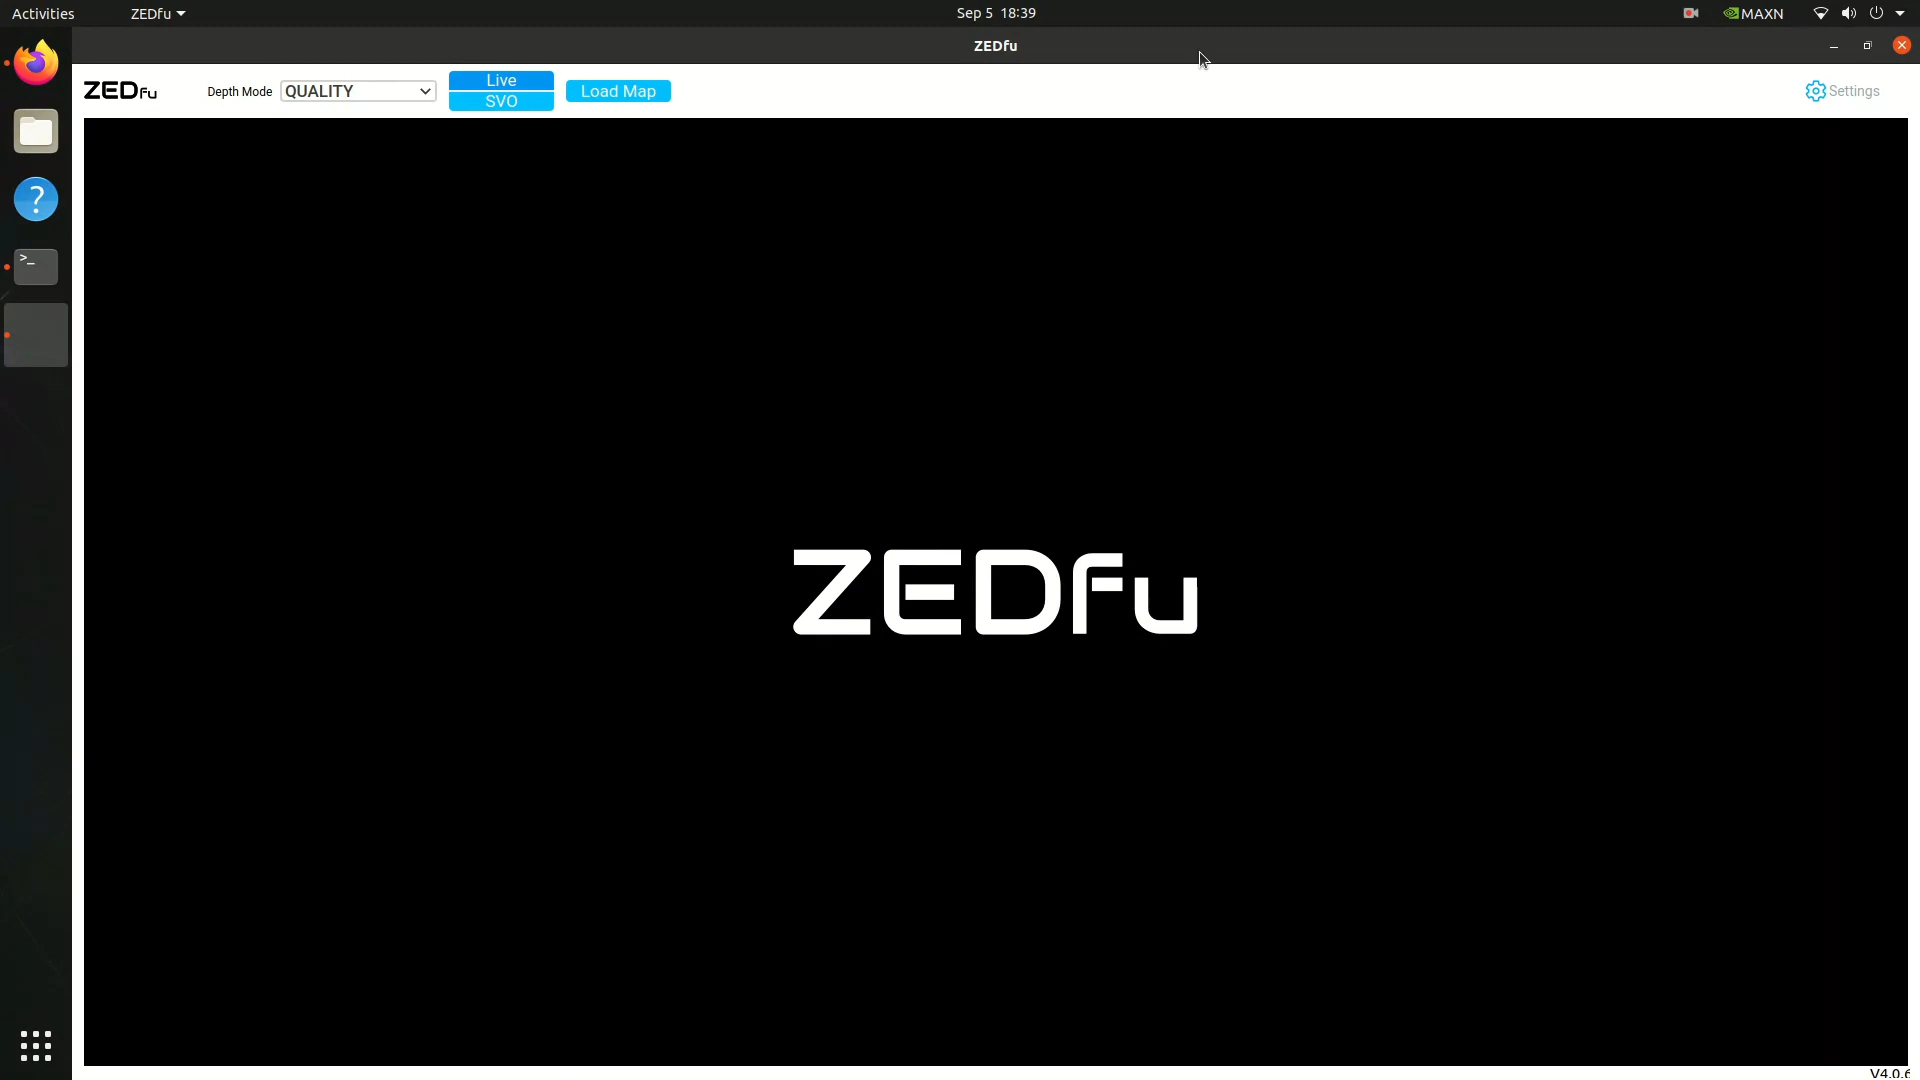 Activities ZEDfu Sep 5 18:39 MAXN
ZEDfu
ZEDfu Depth Mode QUALITY Live Load Map Settings
SVO
>_
ZEDfu
V4.0.6